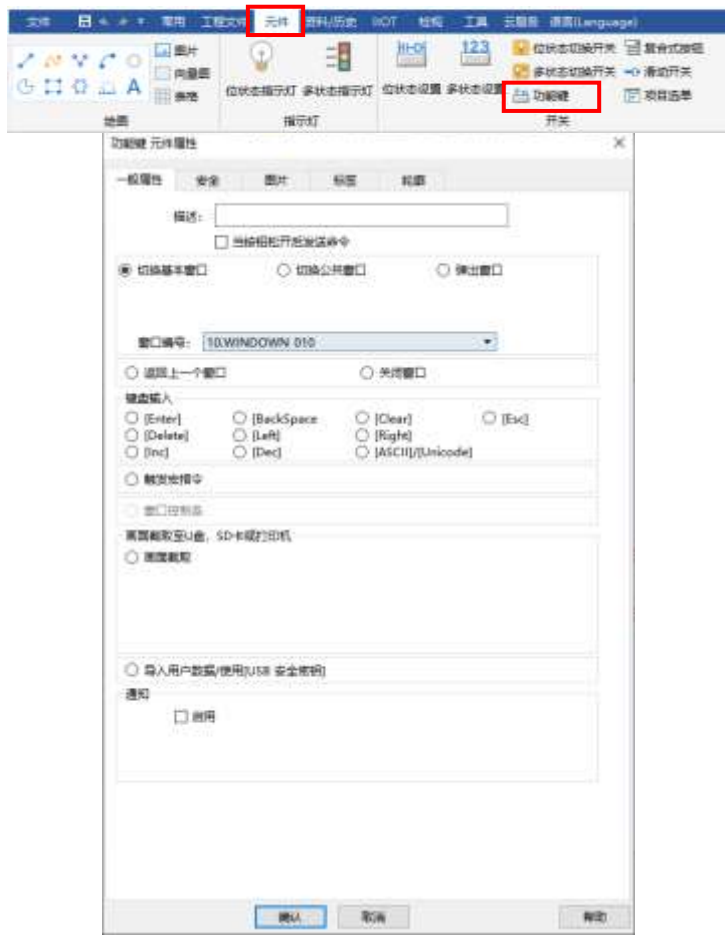 文件 常用 工程文件 元件 资料/历史 IIOT 检视 工具 云服务 语言(Language)
图片
向量图
表格
A
位状态指示灯 多状态指示灯
位状态设置 多状态设置
123
位状态切换开关 复合式按钮
多状态切换开关 滑动开关
功能键 项目选单
绘图 指示灯 开关
功能键 元件属性
一般属性 安全 图片 标签 轮廓
描述:
当按钮松开后发送命令
切换基本窗口 切换公共窗口 弹出窗口
窗口编号: 10.WINDOWN 010
返回上一个窗口 关闭窗口
键盘输入
[Enter] [BackSpace [Clear] [Esc]
[Delete] [Left] [Right]
[Inc] [Dec] [ASCII]/[Unicode]
触发宏指令
窗口控制条
画面截取至U盘, SD卡或打印机
画面截取
导入用户数据/使用[USB 安全密钥]
通知
启用
确认 取消 帮助